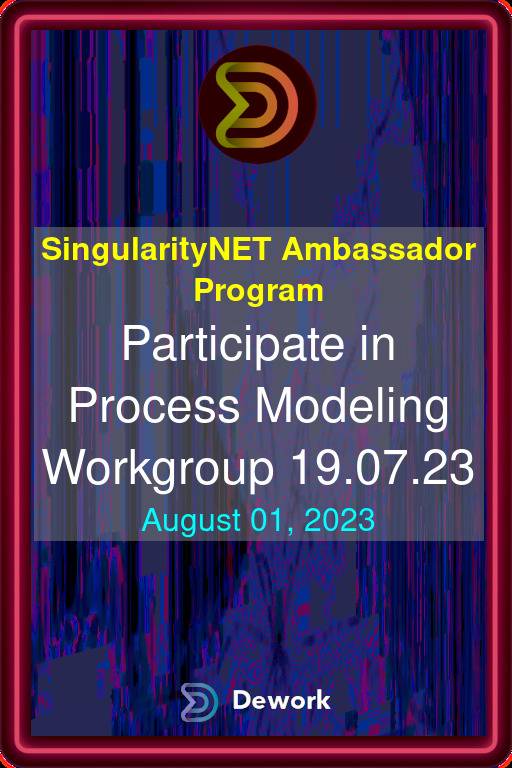 SingularityNET Ambassador
Program
Participate in
Process Modeling
Workgroup 19.07.23
August 01, 2023
Dework